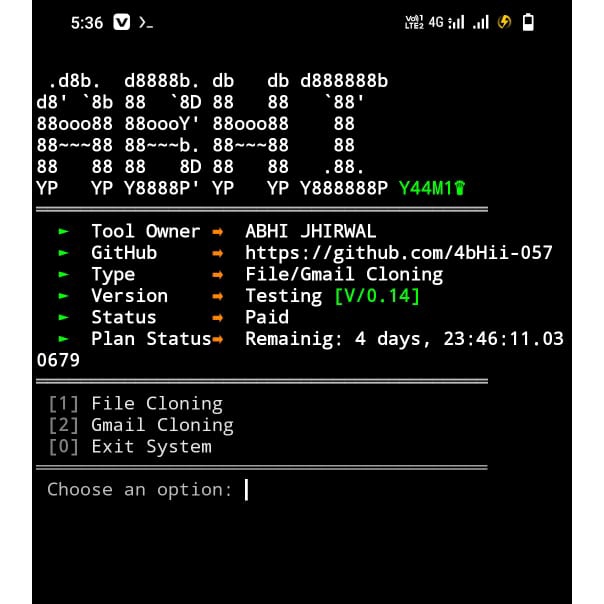 5:36 V >_ Vo)) LTE2 4G
.d8b.  d8888b. db   db d888888b
d8' `8b 88  `8D 88   88   `88'
88ooo88 88oooY' 88ooo88    88
88~~~88 88~~~b. 88~~~88    88
88   88 88   8D 88   88   .88.
YP   YP Y8888P' YP   YP Y888888P Y44M1♛
► Tool Owner ➡ ABHI JHIRWAL
► GitHub ➡ https://github.com/4bHii-057
► Type ➡ File/Gmail Cloning
► Version ➡ Testing [V/0.14]
► Status ➡ Paid
► Plan Status➡ Remainig: 4 days, 23:46:11.03
0679
[1] File Cloning
[2] Gmail Cloning
[0] Exit System
Choose an option: